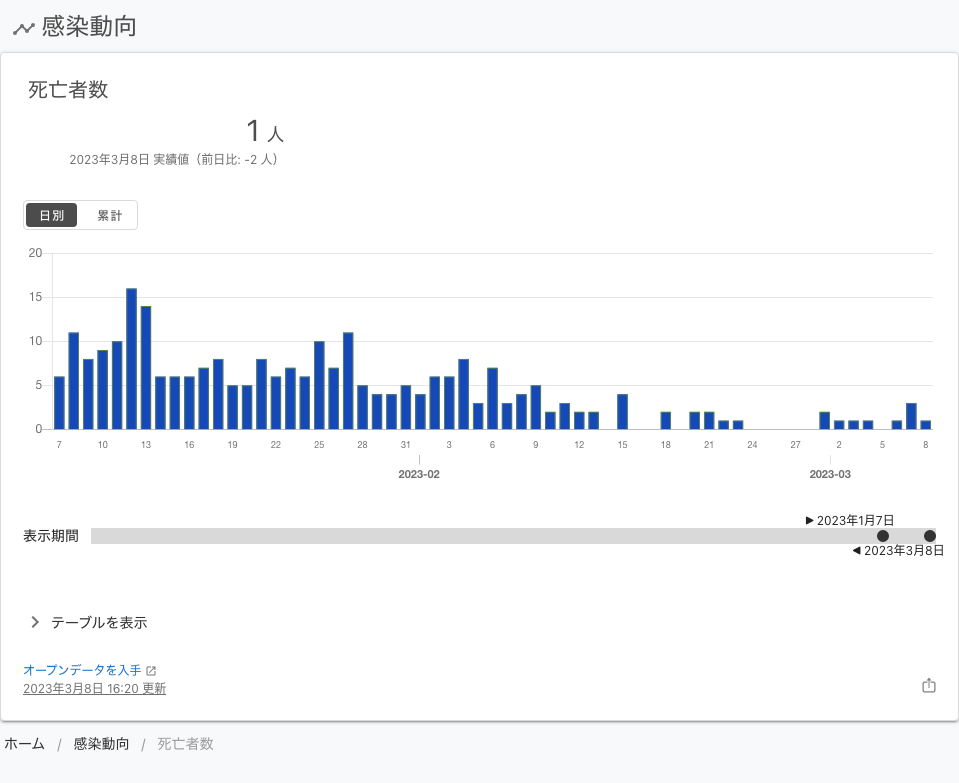 感染動向
死亡者数
1 人
2023年3月8日 実績値（前日比: -2 人）
日別 累計
20
15
10
5
0
7 10 13 16 19 22 25 28 31 3 6 9 12 15 18 21 24 27 2 5 8
2023-02 2023-03
2023年1月7日
表示期間
2023年3月8日
テーブルを表示
オープンデータを入手
2023年3月8日 16:20 更新
ホーム / 感染動向 / 死亡者数